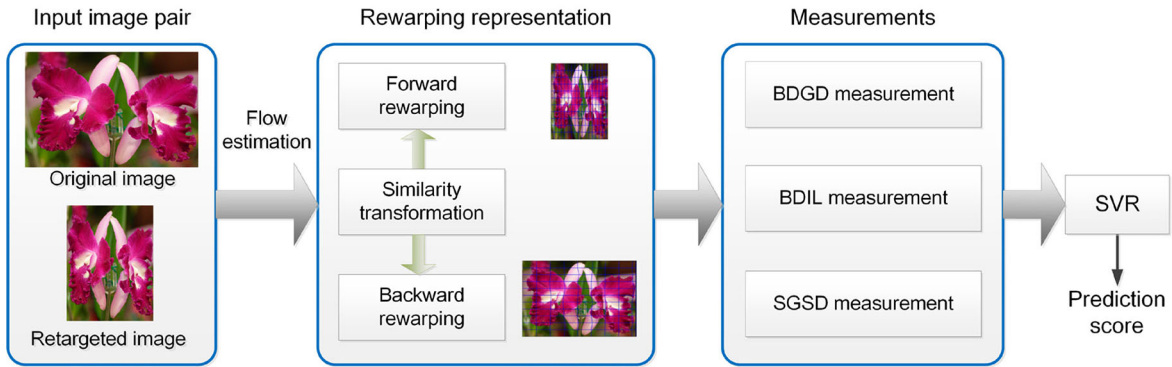 Input image pair
Original image
Retargeted image
Flow
estimation
Rewarping representation
Forward
rewarping
Similarity
transformation
Backward
rewarping
Measurements
BDGD measurement
BDIL measurement
SGSD measurement
SVR
Prediction
score